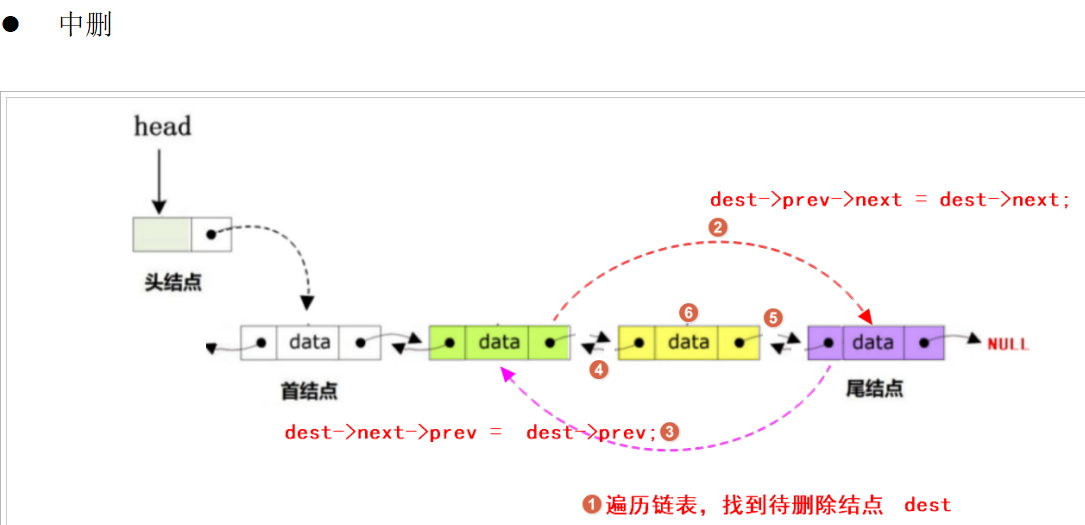 ● 中删
head
dest->prev->next = dest->next;
②
头结点
⑥
⑤
data data data data NULL
④
首结点
尾结点
dest->next->prev = dest->prev;③
①遍历链表，找到待删除结点 dest